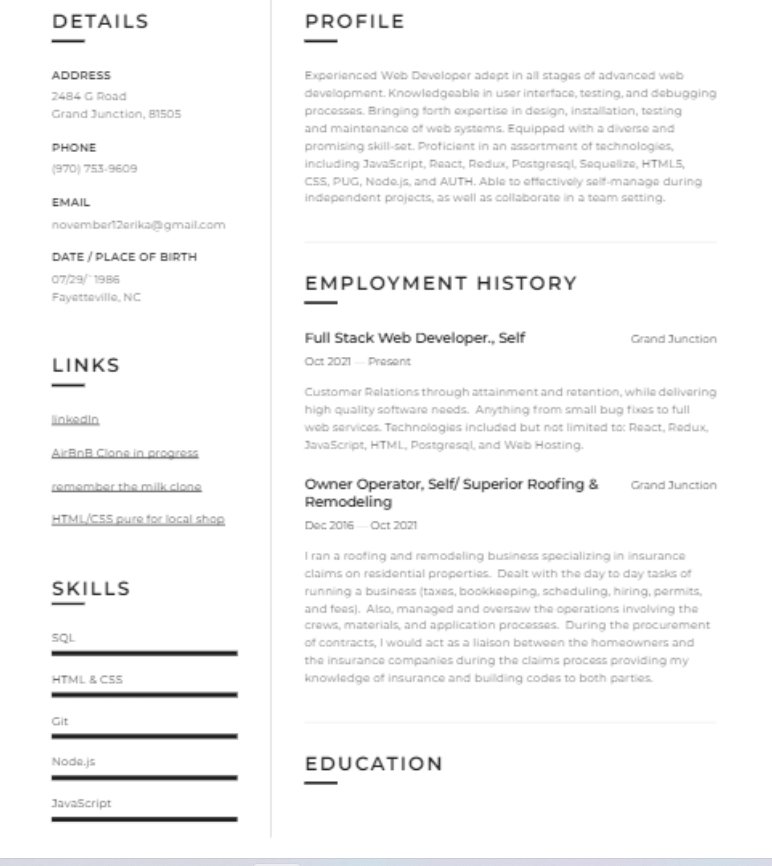 DETAILS
ADDRESS
2484 G Road
Grand Junction, 81505
PHONE
(970) 753-9609
EMAIL
november12erika@gmail.com
DATE / PLACE OF BIRTH
07/29/ 1986
Fayetteville, NC
LINKS
linkedIn
AirBnB Clone in progress
remember the milk clone
HTML/CSS pure for local shop
SKILLS
SQL
HTML & CSS
Git
Node.js
JavaScript
PROFILE
Experienced Web Developer adept in all stages of advanced web
development. Knowledgeable in user interface, testing, and debugging
processes. Bringing forth expertise in design, installation, testing
and maintenance of web systems. Equipped with a diverse and
promising skill-set. Proficient in an assortment of technologies,
including JavaScript, React, Redux, Postgresql, Sequelize, HTML5,
CSS, PUG, Node.js, and AUTH. Able to effectively self-manage during
independent projects, as well as collaborate in a team setting.
EMPLOYMENT HISTORY
Full Stack Web Developer., Self Grand Junction
Oct 2021 — Present
Customer Relations through attainment and retention, while delivering
high quality software needs. Anything from small bug fixes to full
web services. Technologies included but not limited to: React, Redux,
JavaScript, HTML, Postgresql, and Web Hosting.
Owner Operator, Self/ Superior Roofing & Grand Junction
Remodeling
Dec 2016 — Oct 2021
I ran a roofing and remodeling business specializing in insurance
claims on residential properties. Dealt with the day to day tasks of
running a business (taxes, bookkeeping, scheduling, hiring, permits,
and fees). Also, managed and oversaw the operations involving the
crews, materials, and application processes. During the procurement
of contracts, I would act as a liaison between the homeowners and
the insurance companies during the claims process providing my
knowledge of insurance and building codes to both parties.
EDUCATION